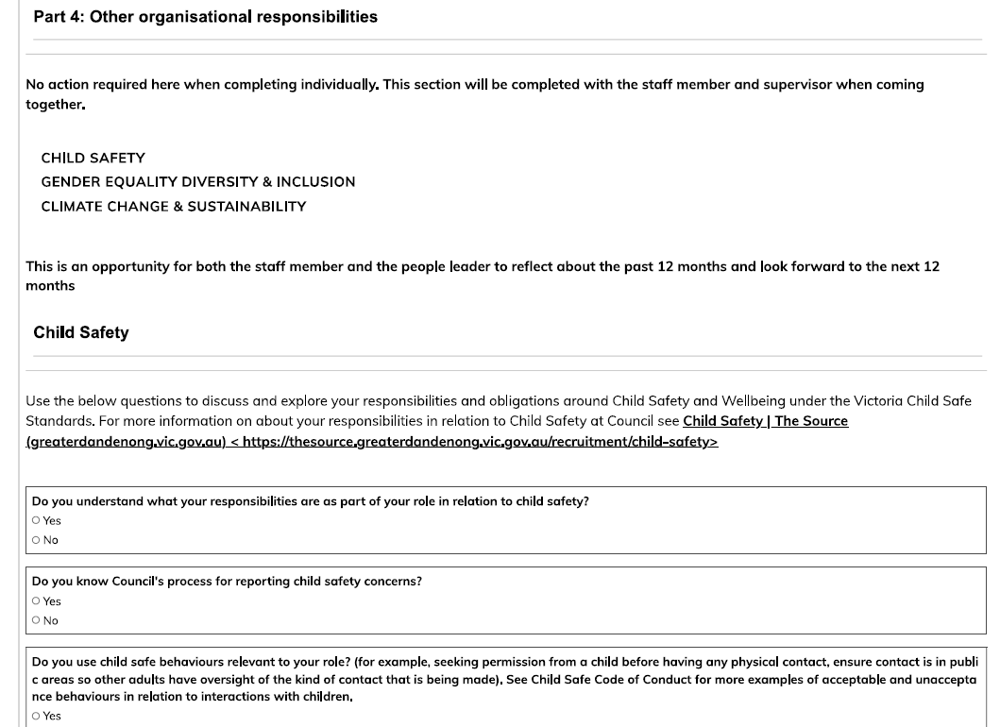 Part 4: Other organisational responsibilities
No action required here when completing individually. This section will be completed with the staff member and supervisor when coming
together.
CHILD SAFETY
GENDER EQUALITY DIVERSITY & INCLUSION
CLIMATE CHANGE & SUSTAINABILITY
This is an opportunity for both the staff member and the people leader to reflect about the past 12 months and look forward to the next 12
months
Child Safety
Use the below questions to discuss and explore your responsibilities and obligations around Child Safety and Wellbeing under the Victoria Child Safe
Standards. For more information on about your responsibilities in relation to Child Safety at Council see Child Safety | The Source
(greaterdandenong.vic.gov.au) < https://thesource.greaterdandenong.vic.gov.au/recruitment/child-safety>
Do you understand what your responsibilities are as part of your role in relation to child safety?
Yes
No
Do you know Council's process for reporting child safety concerns?
Yes
No
Do you use child safe behaviours relevant to your role? (for example, seeking permission from a child before having any physical contact, ensure contact is in publi
c areas so other adults have oversight of the kind of contact that is being made). See Child Safe Code of Conduct for more examples of acceptable and unaccepta
nce behaviours in relation to interactions with children.
Yes